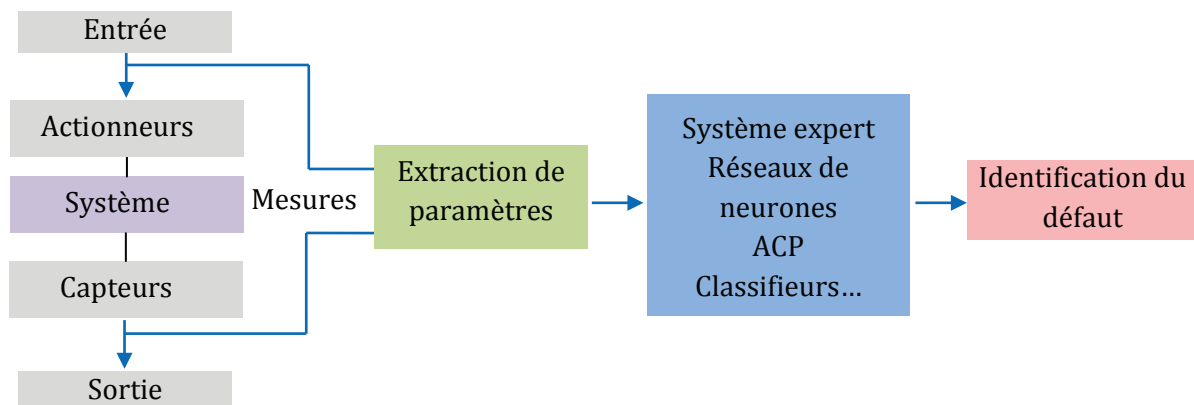 Entrée
Actionneurs
Système
Capteurs
Sortie
Mesures
Extraction de
paramètres
Système expert
Réseaux de
neurones
ACP
Classifieurs…
Identification du
défaut